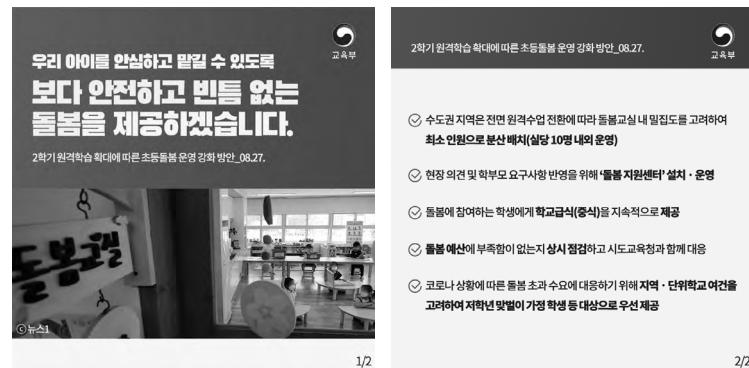 우리 아이를 안심하고 맡길 수 있도록
보다 안전하고 빈틈 없는
돌봄을 제공하겠습니다.
2학기 원격학습 확대에 따른 초등돌봄 운영 강화 방안_08.27.
교육부
돌봄교실
ⓒ뉴스1
1/2
2학기 원격학습 확대에 따른 초등돌봄 운영 강화 방안_08.27.
교육부
수도권 지역은 전면 원격수업 전환에 따라 돌봄교실 내 밀집도를 고려하여
최소 인원으로 분산 배치(실당 10명 내외 운영)
현장 의견 및 학부모 요구사항 반영을 위해 ‘돌봄 지원센터’ 설치 · 운영
돌봄에 참여하는 학생에게 학교급식(중식)을 지속적으로 제공
돌봄 예산에 부족함이 없는지 상시 점검하고 시도교육청과 함께 대응
코로나 상황에 따른 돌봄 초과 수요에 대응하기 위해 지역 · 단위학교 여건을
고려하여 저학년 맞벌이 가정 학생 등 대상으로 우선 제공
2/2